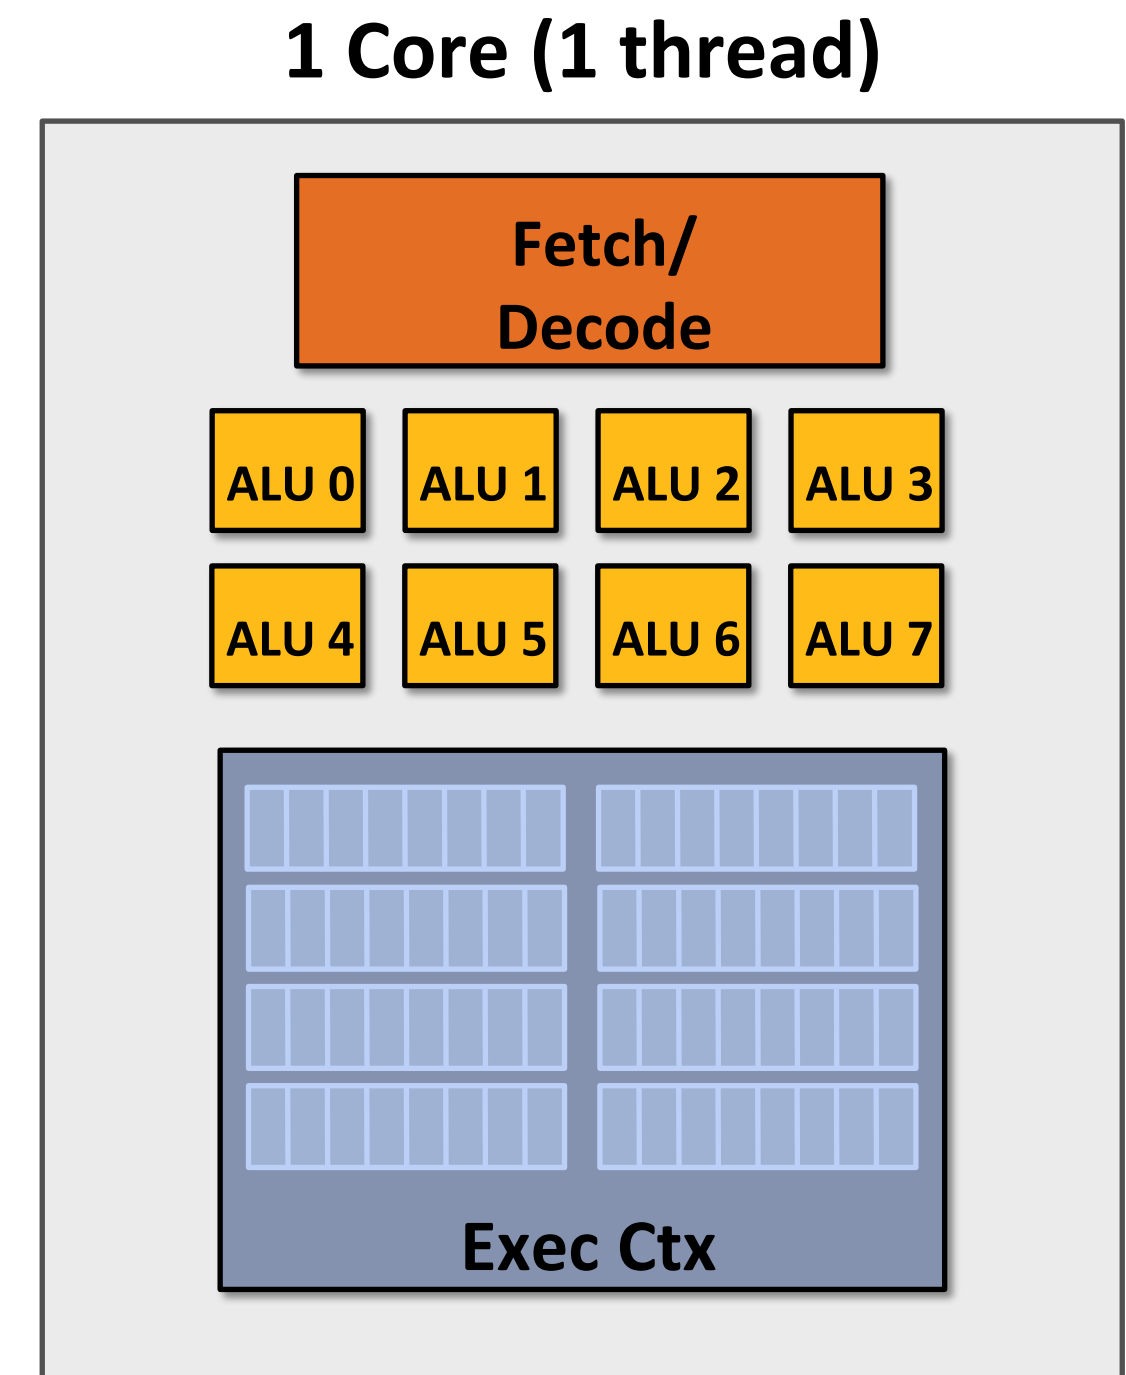 1 Core (1 thread)
Fetch/
Decode
ALU 0 ALU 1 ALU 2 ALU 3
ALU 4 ALU 5 ALU 6 ALU 7
Exec Ctx